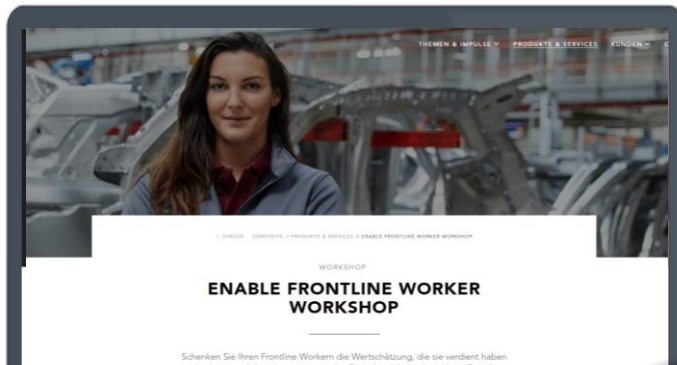 THEMEN & IMPULSE PRODUKTE & SERVICES KUNDEN
ZURÜCK STARTSEITE // PRODUKTE & SERVICES // ENABLE FRONTLINE WORKER WORKSHOP
WORKSHOP
ENABLE FRONTLINE WORKER
WORKSHOP
Schenken Sie Ihren Frontline Workern die Wertschätzung, die sie verdient haben